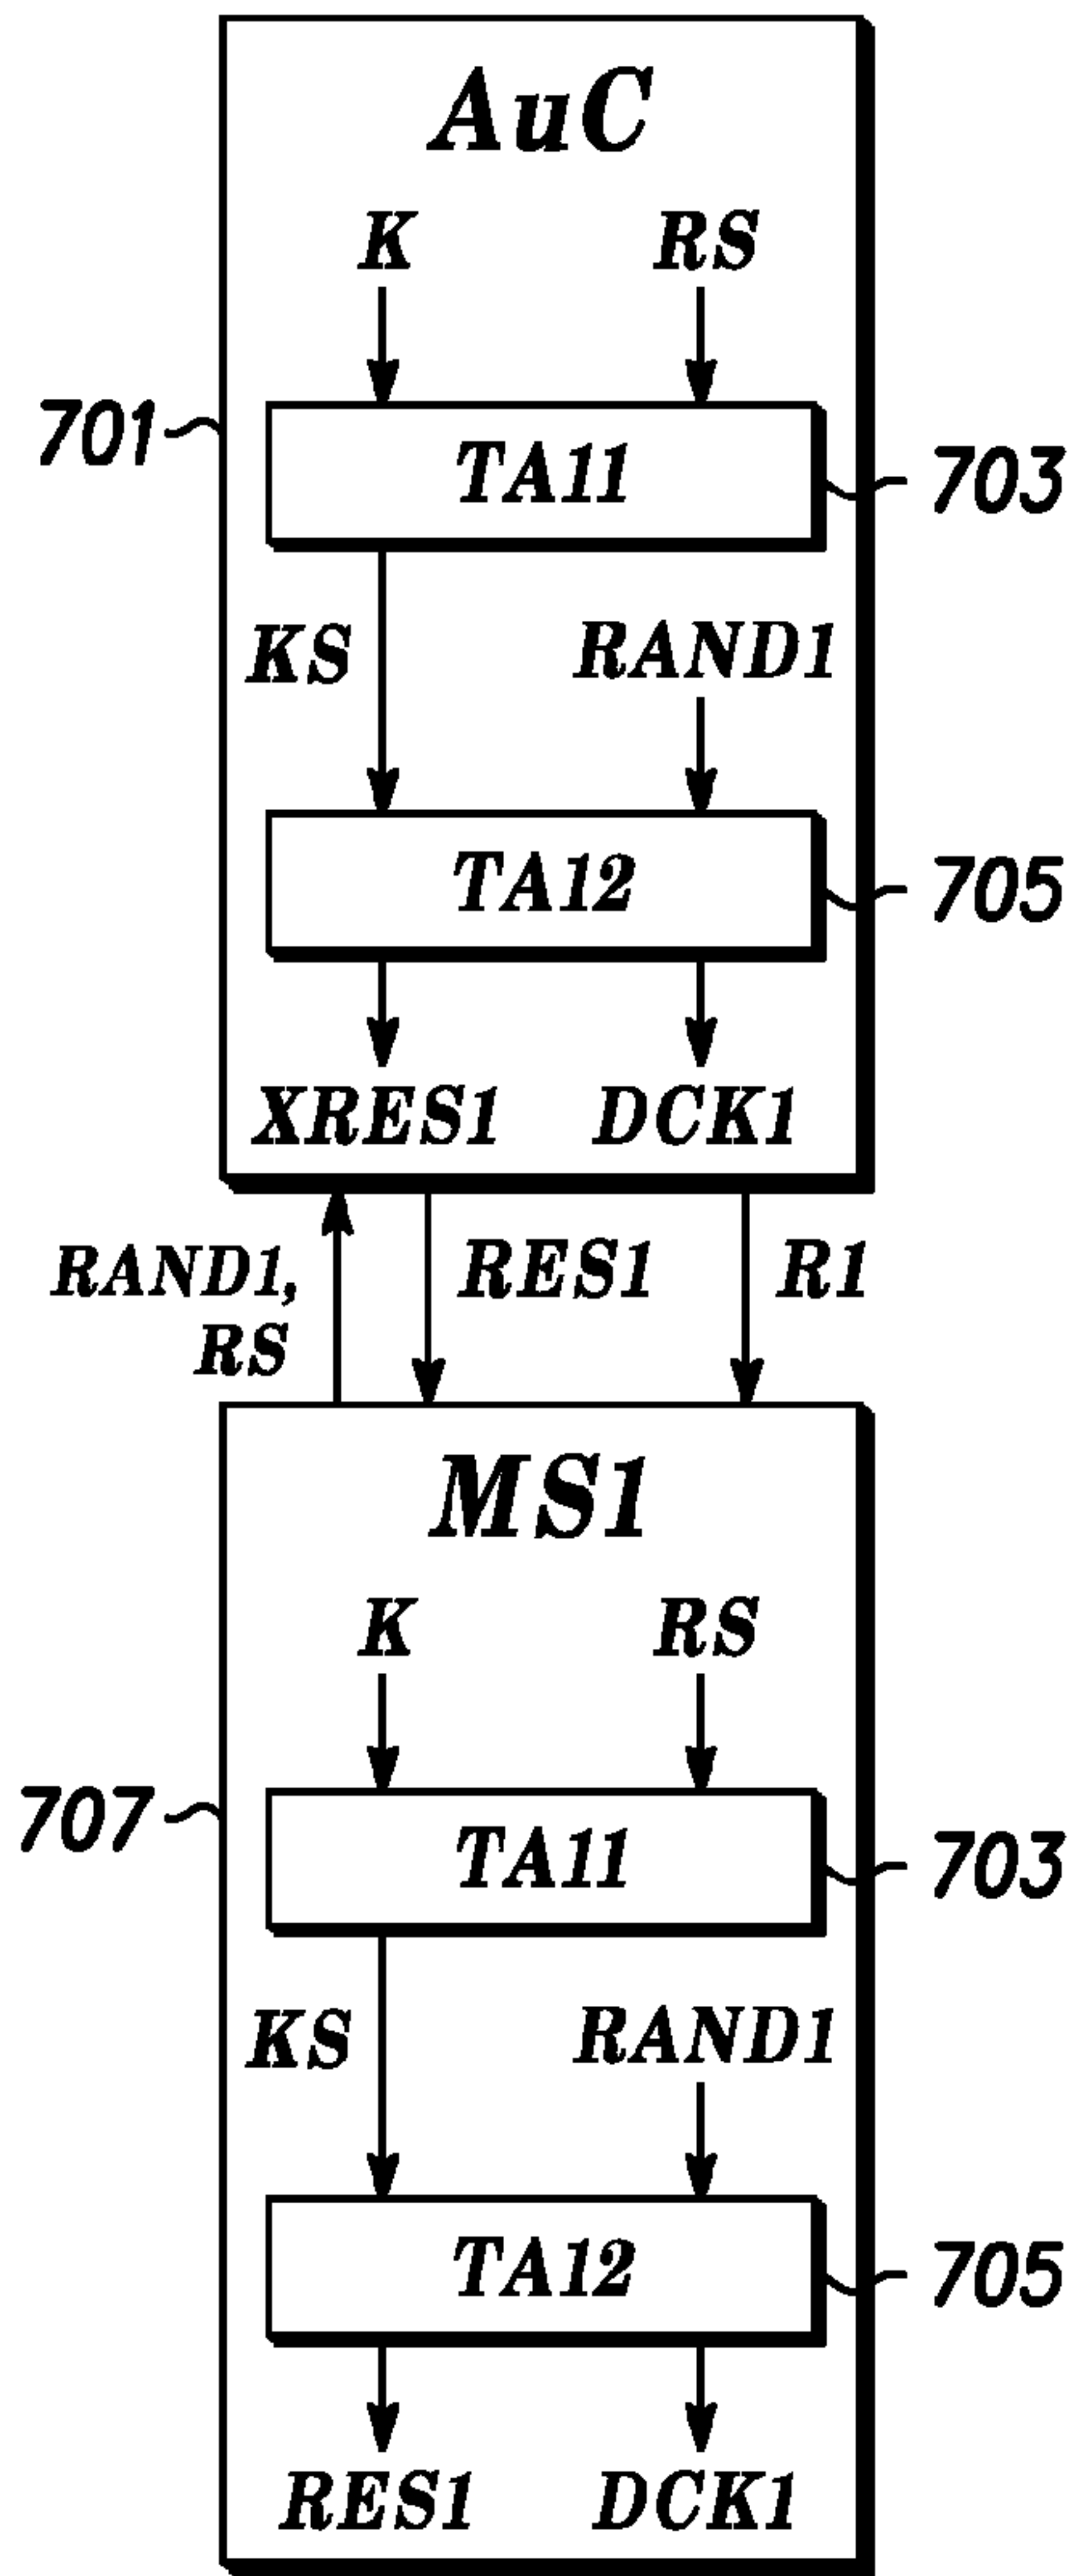 AuC
K RS
701
TA11
703
KS RAND1
TA12
705
XRES1 DCK1
RAND1,
RS
RES1
R1
MS1
K RS
707
TA11
703
KS RAND1
TA12
705
RES1 DCK1